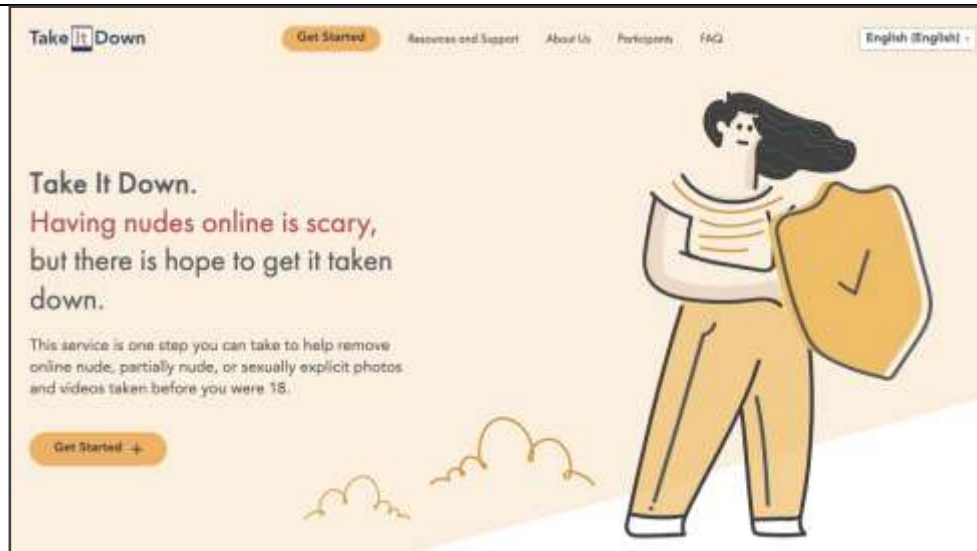 Take It Down
Get Started
Resources and Support
About Us
Participants
FAQ
English (English)
Take It Down.
Having nudes online is scary,
but there is hope to get it taken
down.
This service is one step you can take to help remove
online nude, partially nude, or sexually explicit photos
and videos taken before you were 18.
Get Started +